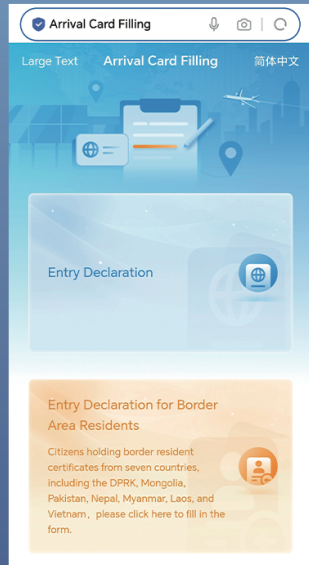 Arrival Card Filling
Large Text
Arrival Card Filling
简体中文
Entry Declaration
Entry Declaration for Border
Area Residents
Citizens holding border resident
certificates from seven countries,
including the DPRK, Mongolia,
Pakistan, Nepal, Myanmar, Laos, and
Vietnam，please click here to fill in the
form.